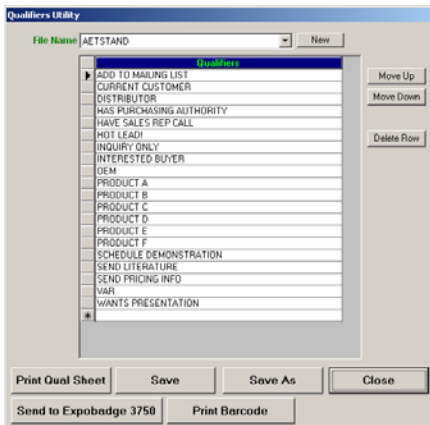 Qualifiers Utility
File Name AETSTAND New
Qualifiers
ADD TO MAILING LIST
CURRENT CUSTOMER
DISTRIBUTOR
HAS PURCHASING AUTHORITY
HAVE SALES REP CALL
HOT LEAD!
INQUIRY ONLY
INTERESTED BUYER
OEM
PRODUCT A
PRODUCT B
PRODUCT C
PRODUCT D
PRODUCT E
PRODUCT F
SCHEDULE DEMONSTRATION
SEND LITERATURE
SEND PRICING INFO
VAR
WANTS PRESENTATION
Move Up
Move Down
Delete Row
Print Qual Sheet Save Save As Close
Send to Expobadge 3750 Print Barcode